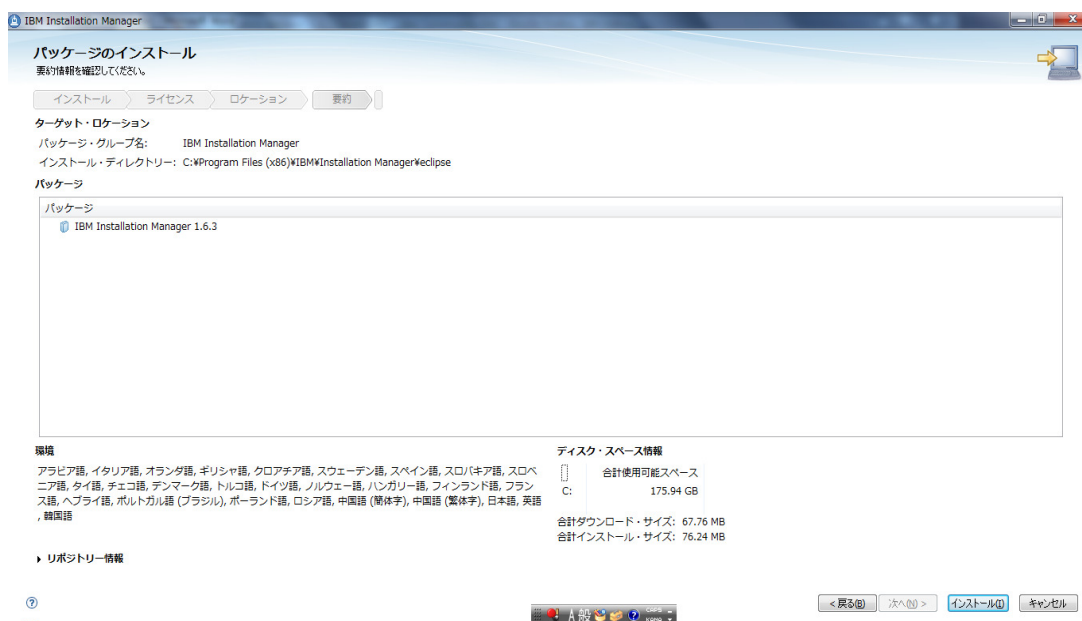 IBM Installation Manager
パッケージのインストール
要約情報を確認してください。
インストール ライセンス ロケーション 要約
ターゲット・ロケーション
パッケージ・グループ名: IBM Installation Manager
インストール・ディレクトリー: C:¥Program Files (x86)¥IBM¥Installation Manager¥eclipse
パッケージ
パッケージ
IBM Installation Manager 1.6.3
環境
アラビア語, イタリア語, オランダ語, ギリシャ語, クロアチア語, スウェーデン語, スペイン語, スロバキア語, スロベ
ニア語, タイ語, チェコ語, デンマーク語, トルコ語, ドイツ語, ノルウェー語, ハンガリー語, フィンランド語, フラン
ス語, ヘブライ語, ポルトガル語 (ブラジル), ポーランド語, ロシア語, 中国語 (簡体字), 中国語 (繁体字), 日本語, 英語
, 韓国語
ディスク・スペース情報
合計使用可能スペース
C: 175.94 GB
合計ダウンロード・サイズ: 67.76 MB
合計インストール・サイズ: 76.24 MB
リポジトリー情報
?
A 般 ? CAPS
< 戻る(B) 次へ(N) > インストール(I) キャンセル